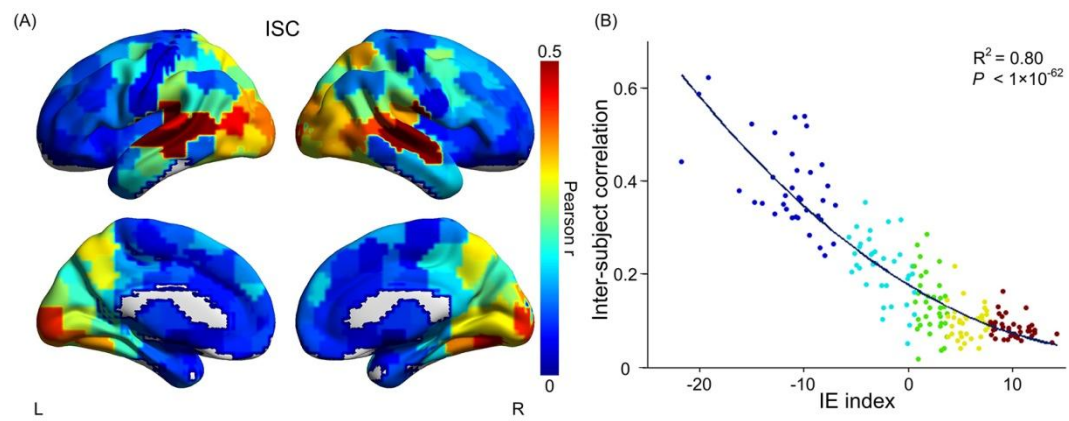 (A)
ISC
0.5
Pearson r
0
L
R
(B)
R² = 0.80
P < 1×10⁻⁶²
Inter-subject correlation
0.6
0.4
0.2
0
-20
-10
0
10
IE index